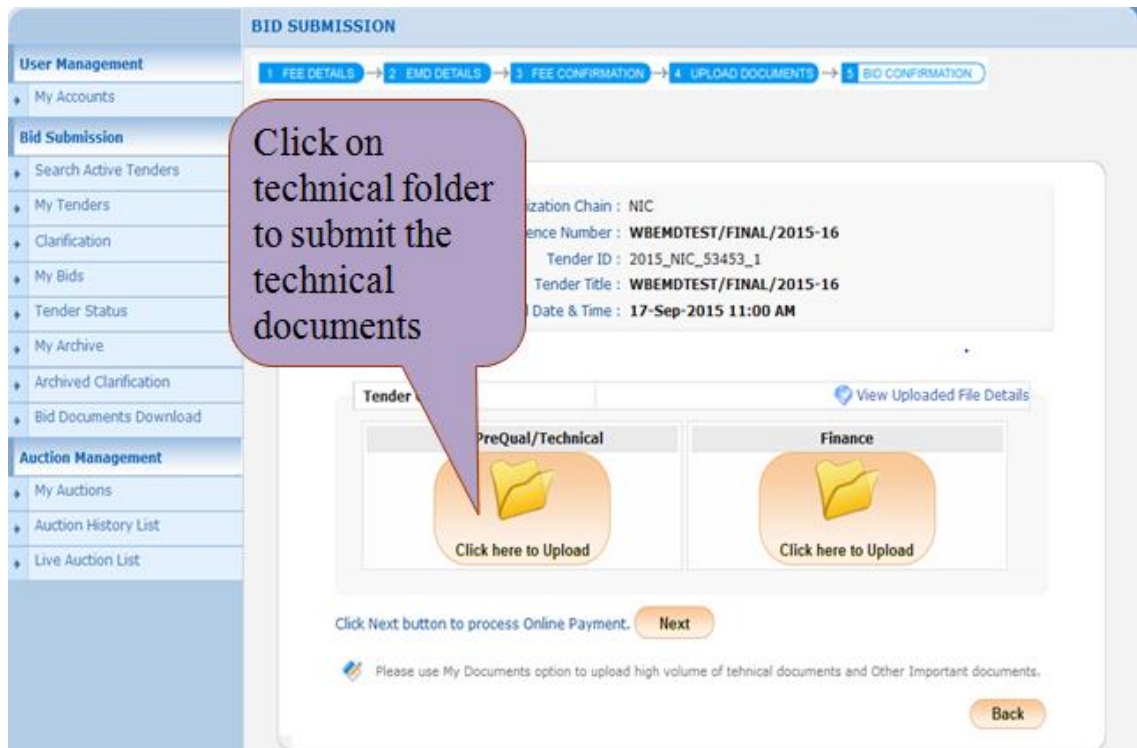 BID SUBMISSION
User Management
My Accounts
Bid Submission
Search Active Tenders
My Tenders
Clarification
My Bids
Tender Status
My Archive
Archived Clarification
Bid Documents Download
Auction Management
My Auctions
Auction History List
Live Auction List
1 FEE DETAILS 2 EMD DETAILS 3 FEE CONFIRMATION 4 UPLOAD DOCUMENTS 5 BID CONFIRMATION
Click on
technical folder
to submit the
technical
documents
ization Chain : NIC
ence Number : WBEMDTEST/FINAL/2015-16
Tender ID : 2015_NIC_53453_1
Tender Title : WBEMDTEST/FINAL/2015-16
Date & Time : 17-Sep-2015 11:00 AM
Tender
View Uploaded File Details
PreQual/Technical Finance
Click here to Upload Click here to Upload
Click Next button to process Online Payment. Next
Please use My Documents option to upload high volume of tehnical documents and Other Important documents.
Back